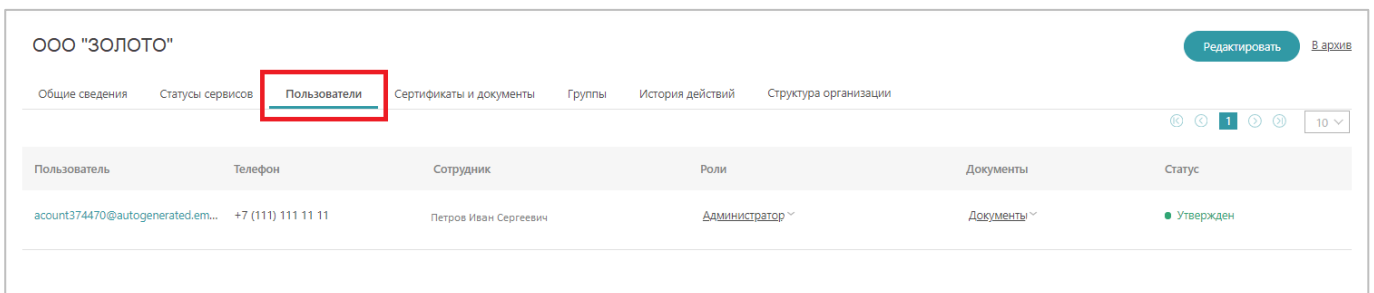 ООО "ЗОЛОТО"
Редактировать
В архив
Общие сведения Статусы сервисов Пользователи Сертификаты и документы Группы История действий Структура организации
1 10
Пользователь Телефон Сотрудник Роли Документы Статус
acount374470@autogenerated.em... +7 (111) 111 11 11 Петров Иван Сергеевич Администратор Документы Утвержден